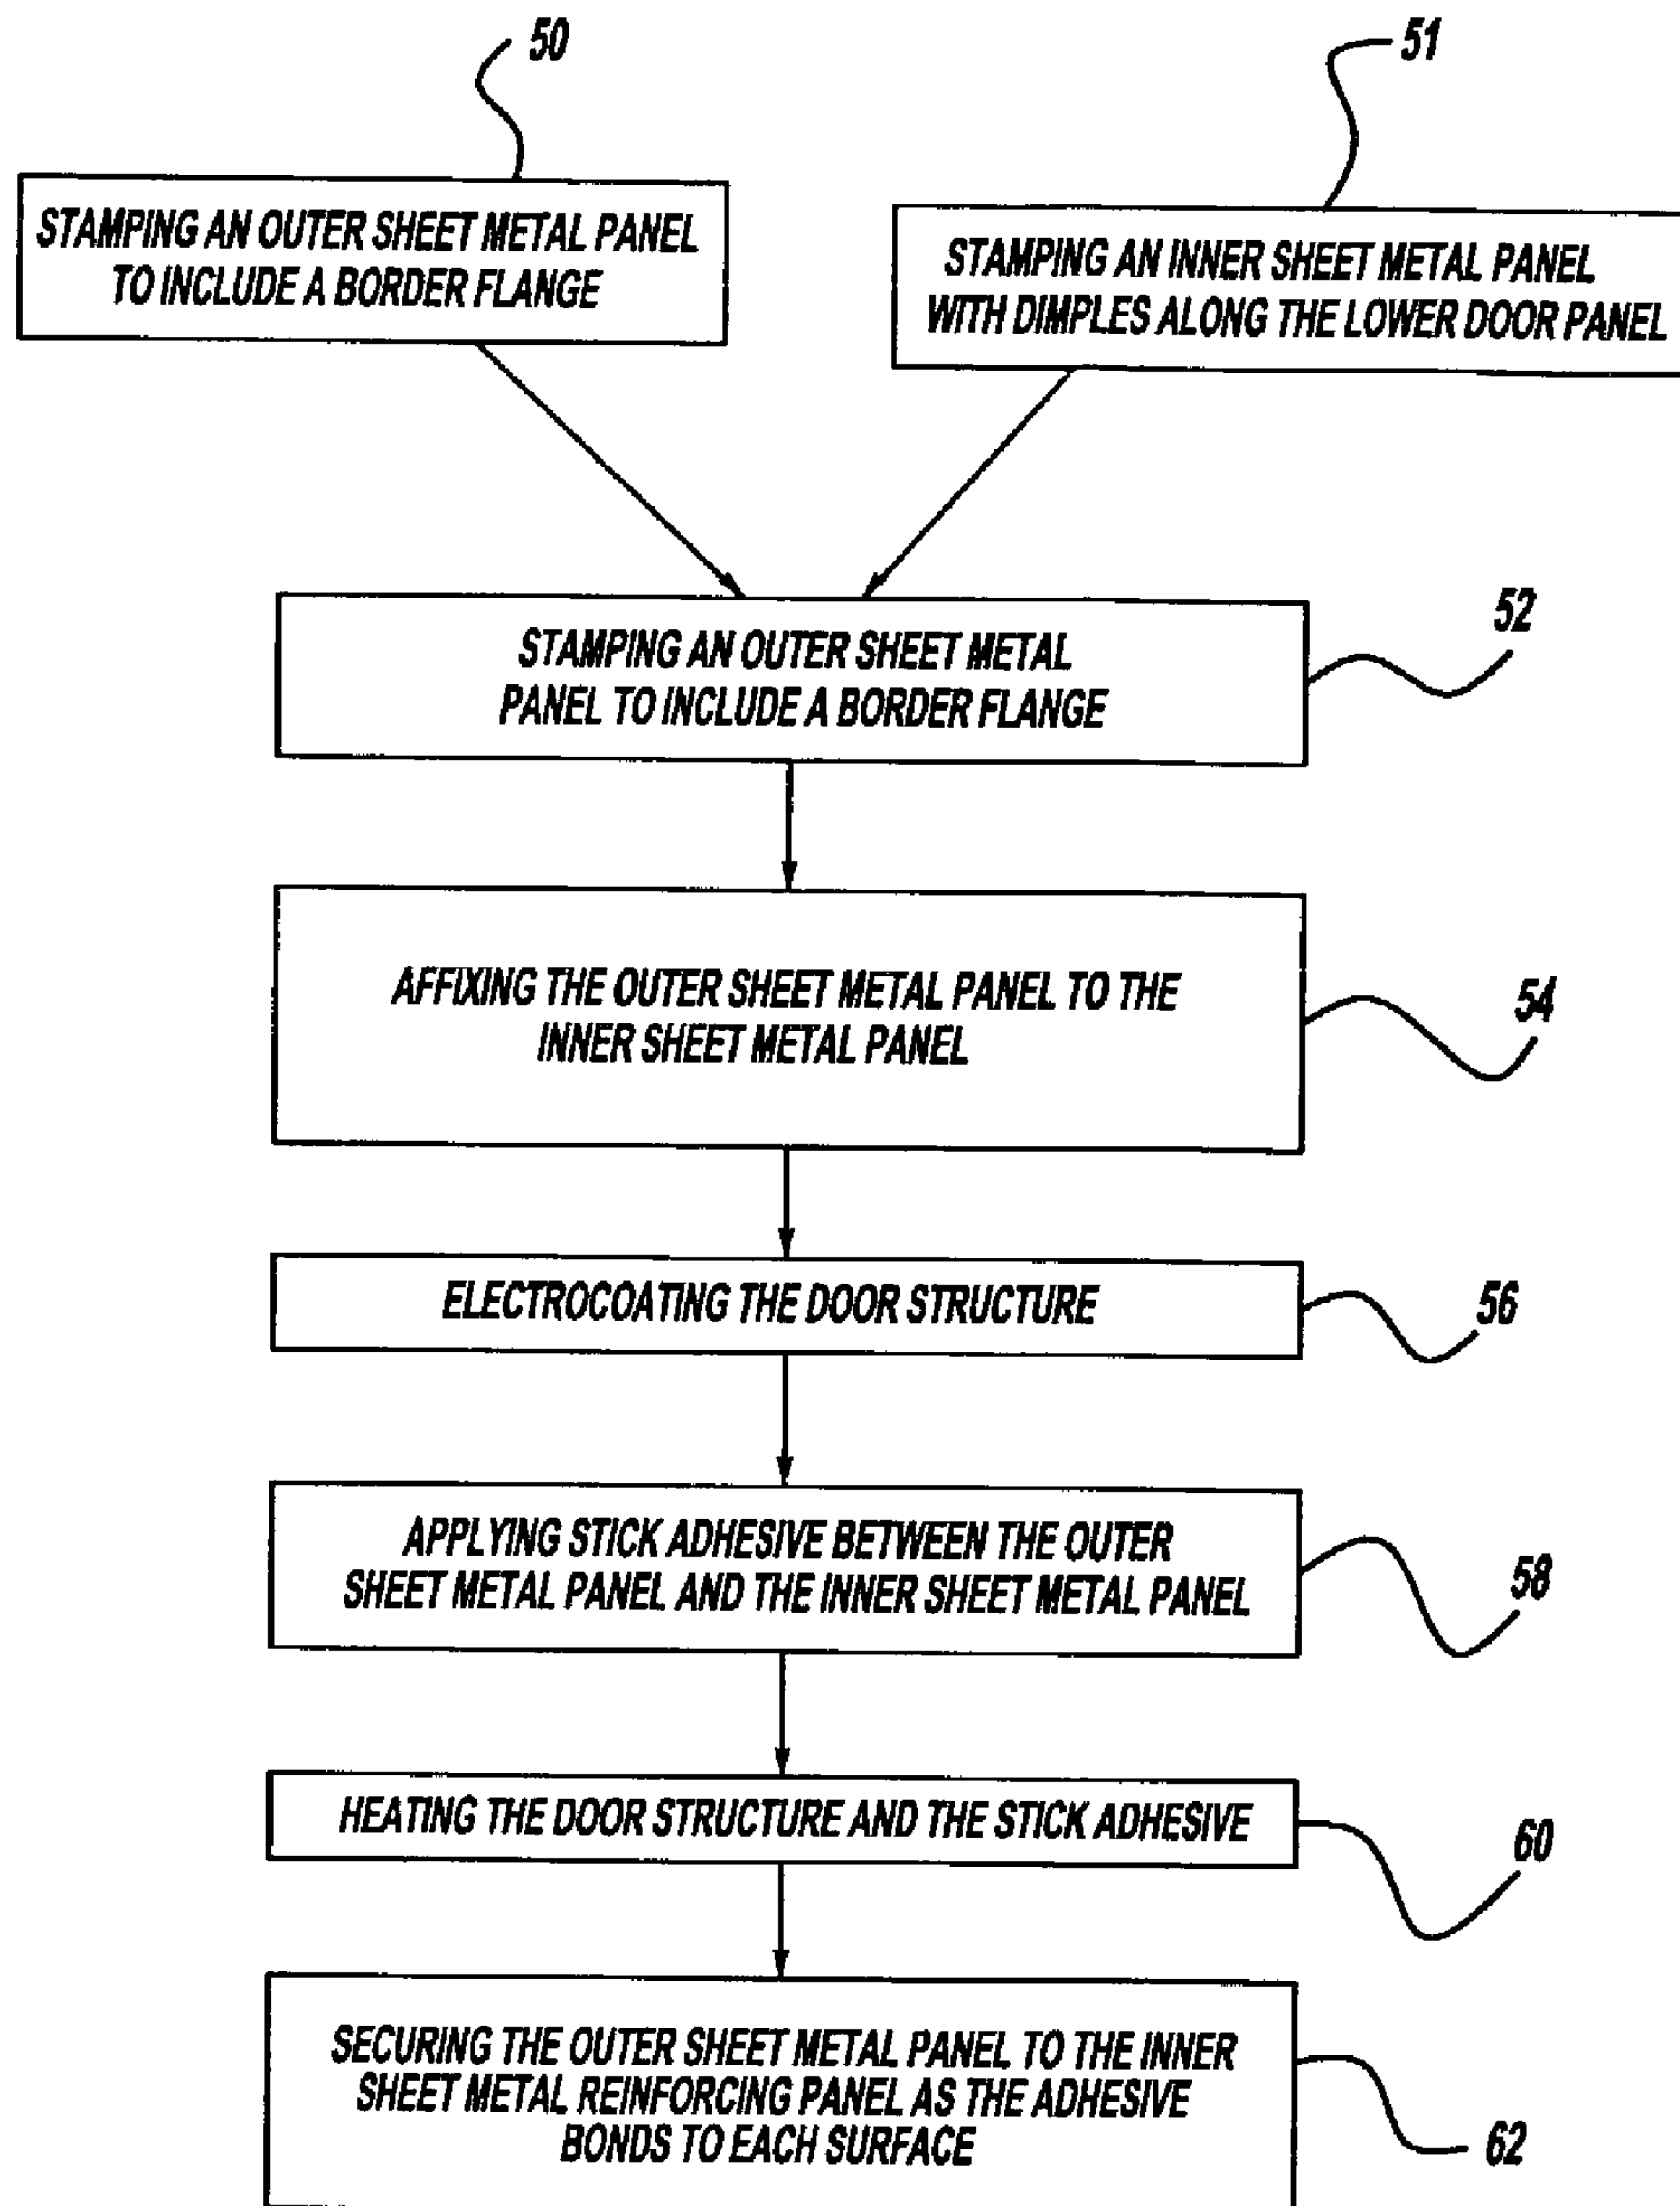 50
51
STAMPING AN OUTER SHEET METAL PANEL
TO INCLUDE A BORDER FLANGE
STAMPING AN INNER SHEET METAL PANEL
WITH DIMPLES ALONG THE LOWER DOOR PANEL
52
STAMPING AN OUTER SHEET METAL
PANEL TO INCLUDE A BORDER FLANGE
AFFIXING THE OUTER SHEET METAL PANEL TO THE
INNER SHEET METAL PANEL
54
ELECTROCOATING THE DOOR STRUCTURE
56
APPLYING STICK ADHESIVE BETWEEN THE OUTER
SHEET METAL PANEL AND THE INNER SHEET METAL PANEL
58
HEATING THE DOOR STRUCTURE AND THE STICK ADHESIVE
60
SECURING THE OUTER SHEET METAL PANEL TO THE INNER
SHEET METAL REINFORCING PANEL AS THE ADHESIVE
BONDS TO EACH SURFACE
62